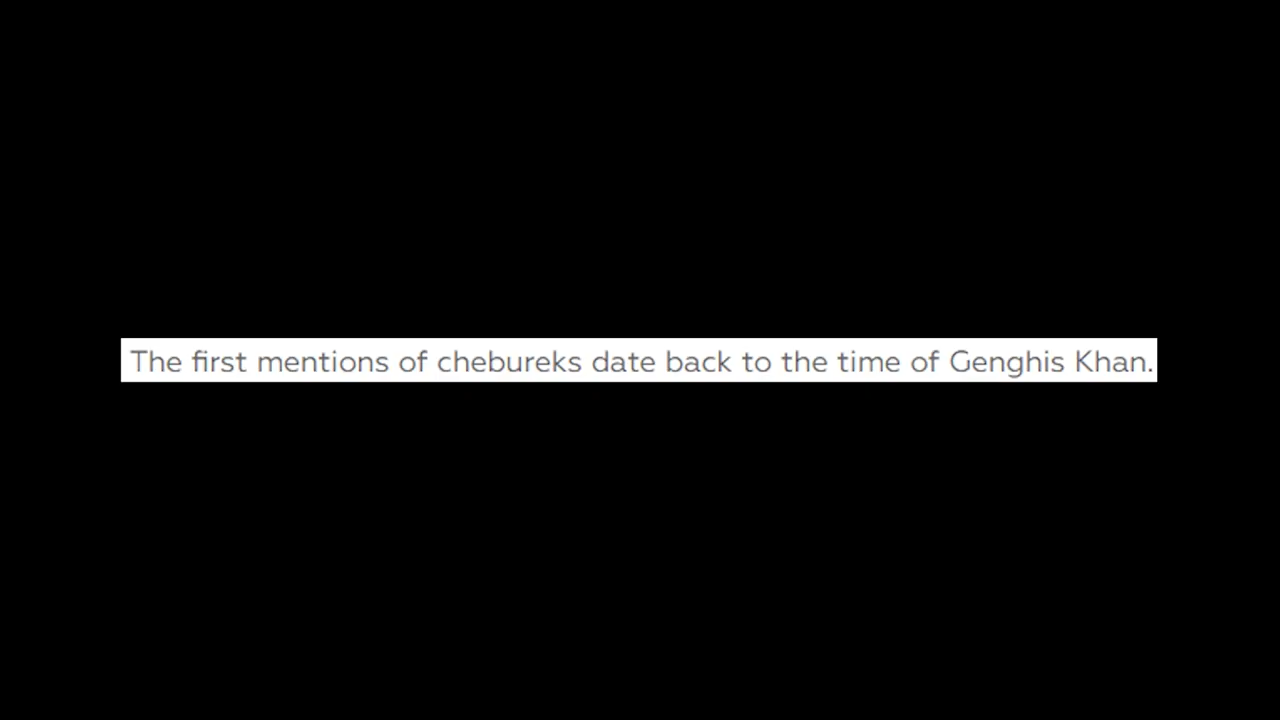 The first mentions of chebureks date back to the time of Genghis Khan.